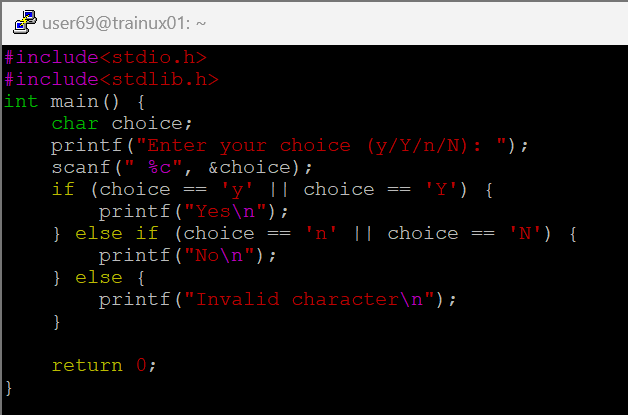 user69@trainux01: ~
#include<stdio.h>
#include<stdlib.h>
int main() {
    char choice;
    printf("Enter your choice (y/Y/n/N): ");
    scanf(" %c", &choice);
    if (choice == 'y' || choice == 'Y') {
        printf("Yes\n");
    } else if (choice == 'n' || choice == 'N') {
        printf("No\n");
    } else {
        printf("Invalid character\n");
    }

    return 0;
}